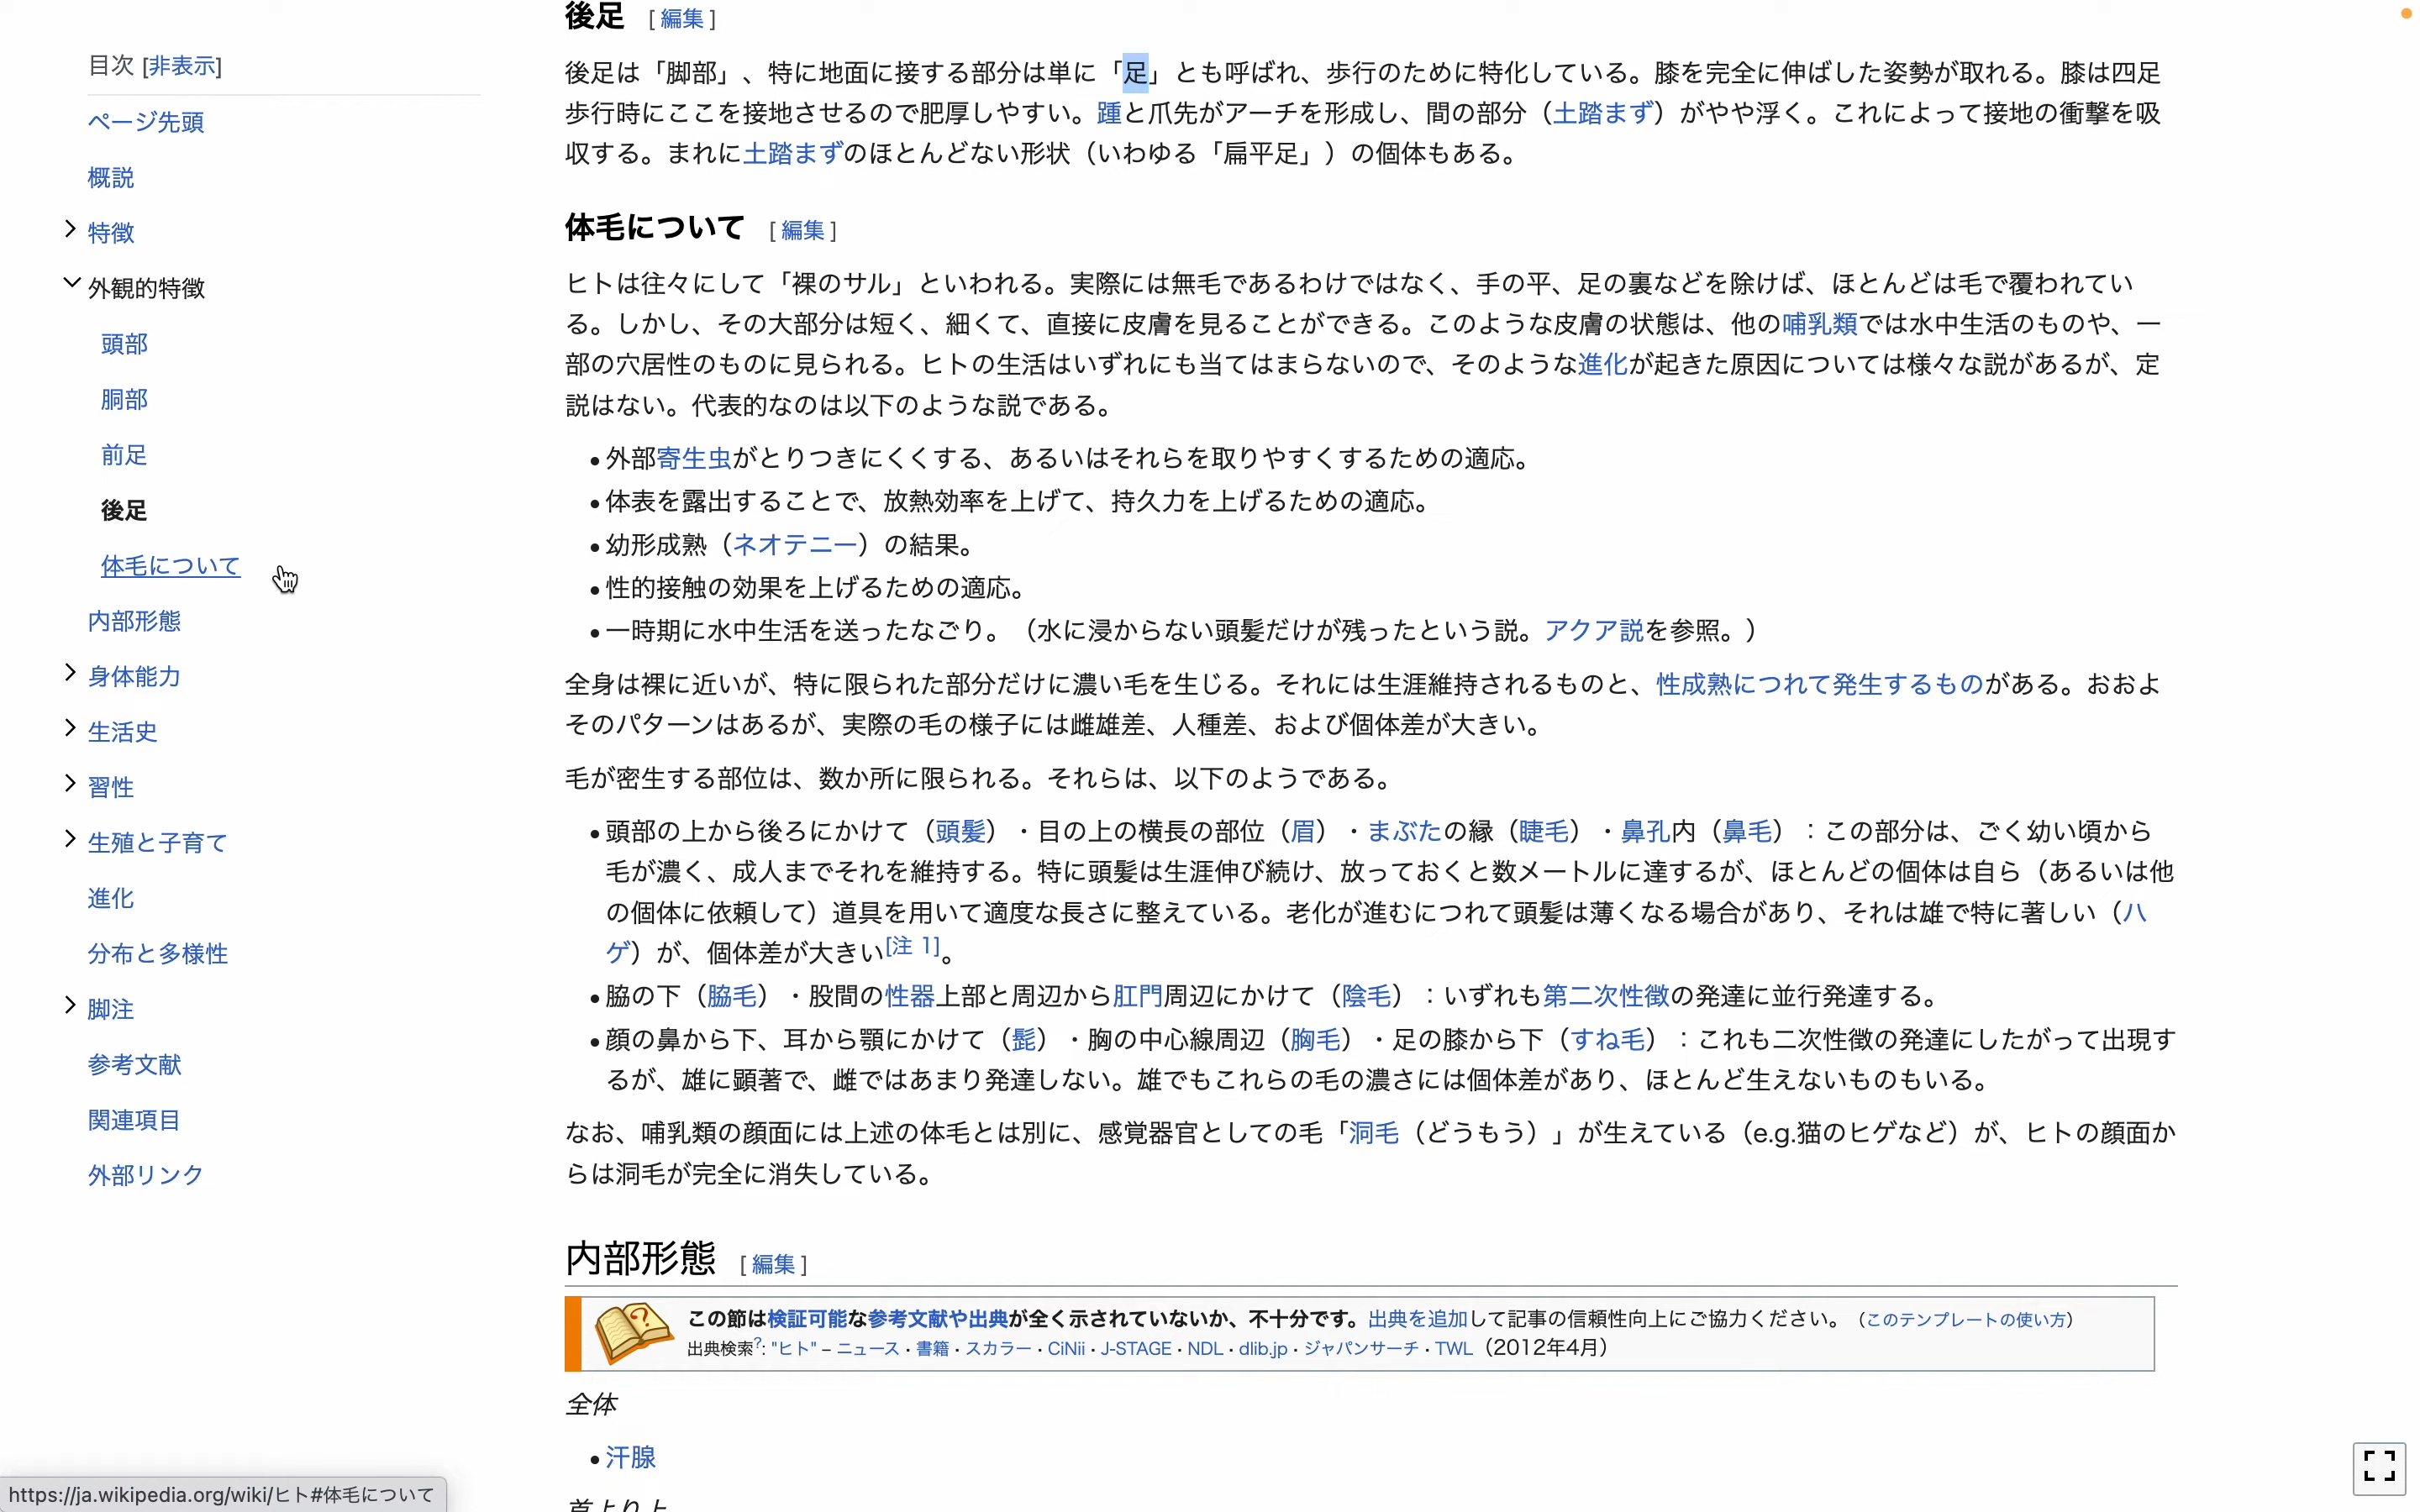 目次 [非表示]
ページ先頭
概説
特徴
外観的特徴
頭部
胴部
前足
後足
体毛について
内部形態
身体能力
生活史
習性
生殖と子育て
進化
分布と多様性
脚注
参考文献
関連項目
外部リンク
後足 [編集]
後足は「脚部」、特に地面に接する部分は単に「足」とも呼ばれ、歩行のために特化している。膝を完全に伸ばした姿勢が取れる。膝は四足
歩行時にここを接地させるので肥厚しやすい。踵と爪先がアーチを形成し、間の部分（土踏まず）がやや浮く。これによって接地の衝撃を吸
収する。まれに土踏まずのほとんどない形状（いわゆる「扁平足」）の個体もある。
体毛について [編集]
ヒトは往々にして「裸のサル」といわれる。実際には無毛であるわけではなく、手の平、足の裏などを除けば、ほとんどは毛で覆われてい
る。しかし、その大部分は短く、細くて、直接に皮膚を見ることができる。このような皮膚の状態は、他の哺乳類では水中生活のものや、一
部の穴居性のものに見られる。ヒトの生活はいずれにも当てはまらないので、そのような進化が起きた原因については様々な説があるが、定
説はない。代表的なのは以下のような説である。
• 外部寄生虫がとりつきにくくする、あるいはそれらを取りやすくするための適応。
• 体表を露出することで、放熱効率を上げて、持久力を上げるための適応。
• 幼形成熟（ネオテニー）の結果。
• 性的接触の効果を上げるための適応。
• 一時期に水中生活を送ったなごり。（水に浸からない頭髪だけが残ったという説。アクア説を参照。）
全身は裸に近いが、特に限られた部分だけに濃い毛を生じる。それには生涯維持されるものと、性成熟につれて発生するものがある。おおよ
そのパターンはあるが、実際の毛の様子には雌雄差、人種差、および個体差が大きい。
毛が密生する部位は、数か所に限られる。それらは、以下のようである。
• 頭部の上から後ろにかけて（頭髪）・目の上の横長の部位（眉）・まぶたの縁（睫毛）・鼻孔内（鼻毛）：この部分は、ごく幼い頃から
毛が濃く、成人までそれを維持する。特に頭髪は生涯伸び続け、放っておくと数メートルに達するが、ほとんどの個体は自ら（あるいは他
の個体に依頼して）道具を用いて適度な長さに整えている。老化が進むにつれて頭髪は薄くなる場合があり、それは雄で特に著しい（ハ
ゲ）が、個体差が大きい[注 1]。
• 脇の下（脇毛）・股間の性器上部と周辺から肛門周辺にかけて（陰毛）：いずれも第二次性徴の発達に並行発達する。
• 顔の鼻から下、耳から顎にかけて（髭）・胸の中心線周辺（胸毛）・足の膝から下（すね毛）：これも二次性徴の発達にしたがって出現す
るが、雄に顕著で、雌ではあまり発達しない。雄でもこれらの毛の濃さには個体差があり、ほとんど生えないものもいる。
なお、哺乳類の顔面には上述の体毛とは別に、感覚器官としての毛「洞毛（どうもう）」が生えている（e.g.猫のヒゲなど）が、ヒトの顔面か
らは洞毛が完全に消失している。
内部形態 [編集]
この節は検証可能な参考文献や出典が全く示されていないか、不十分です。出典を追加して記事の信頼性向上にご協力ください。（このテンプレートの使い方）
出典検索?: "ヒト" – ニュース · 書籍 · スカラー · CiNii · J-STAGE · NDL · dlib.jp · ジャパンサーチ · TWL（2012年4月）
全体
• 汗腺
首より上
https://ja.wikipedia.org/wiki/ヒト#体毛について